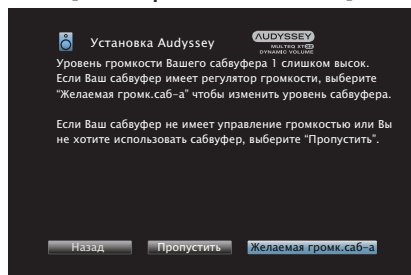 Установка Audyssey
AUDYSSEY
MULTEQ XT32
DYNAMIC VOLUME
Уровень громкости Вашего сабвуфера 1 слишком высок.
Если Ваш сабвуфер имеет регулятор громкости, выберите
“Желаемая громк.саб-а” чтобы изменить уровень сабвуфера.
Если Ваш сабвуфер не имеет управление громкостью или Вы
не хотите использовать сабвуфер, выберите “Пропустить”.
Назад Пропустить Желаемая громк.саб-а